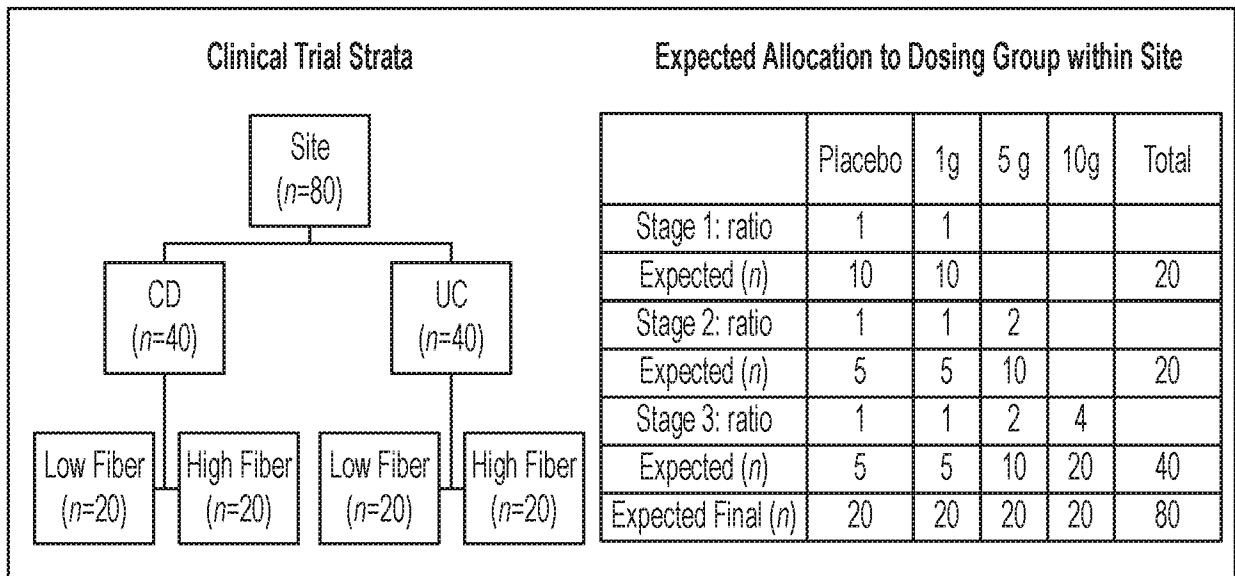 Clinical Trial Strata
Site
(n=80)
CD
(n=40)
UC
(n=40)
Low Fiber
(n=20)
High Fiber
(n=20)
Low Fiber
(n=20)
High Fiber
(n=20)
Expected Allocation to Dosing Group within Site
Placebo 1g 5 g 10g Total
Stage 1: ratio 1 1
Expected (n) 10 10 20
Stage 2: ratio 1 1 2
Expected (n) 5 5 10 20
Stage 3: ratio 1 1 2 4
Expected (n) 5 5 10 20 40
Expected Final (n) 20 20 20 20 80